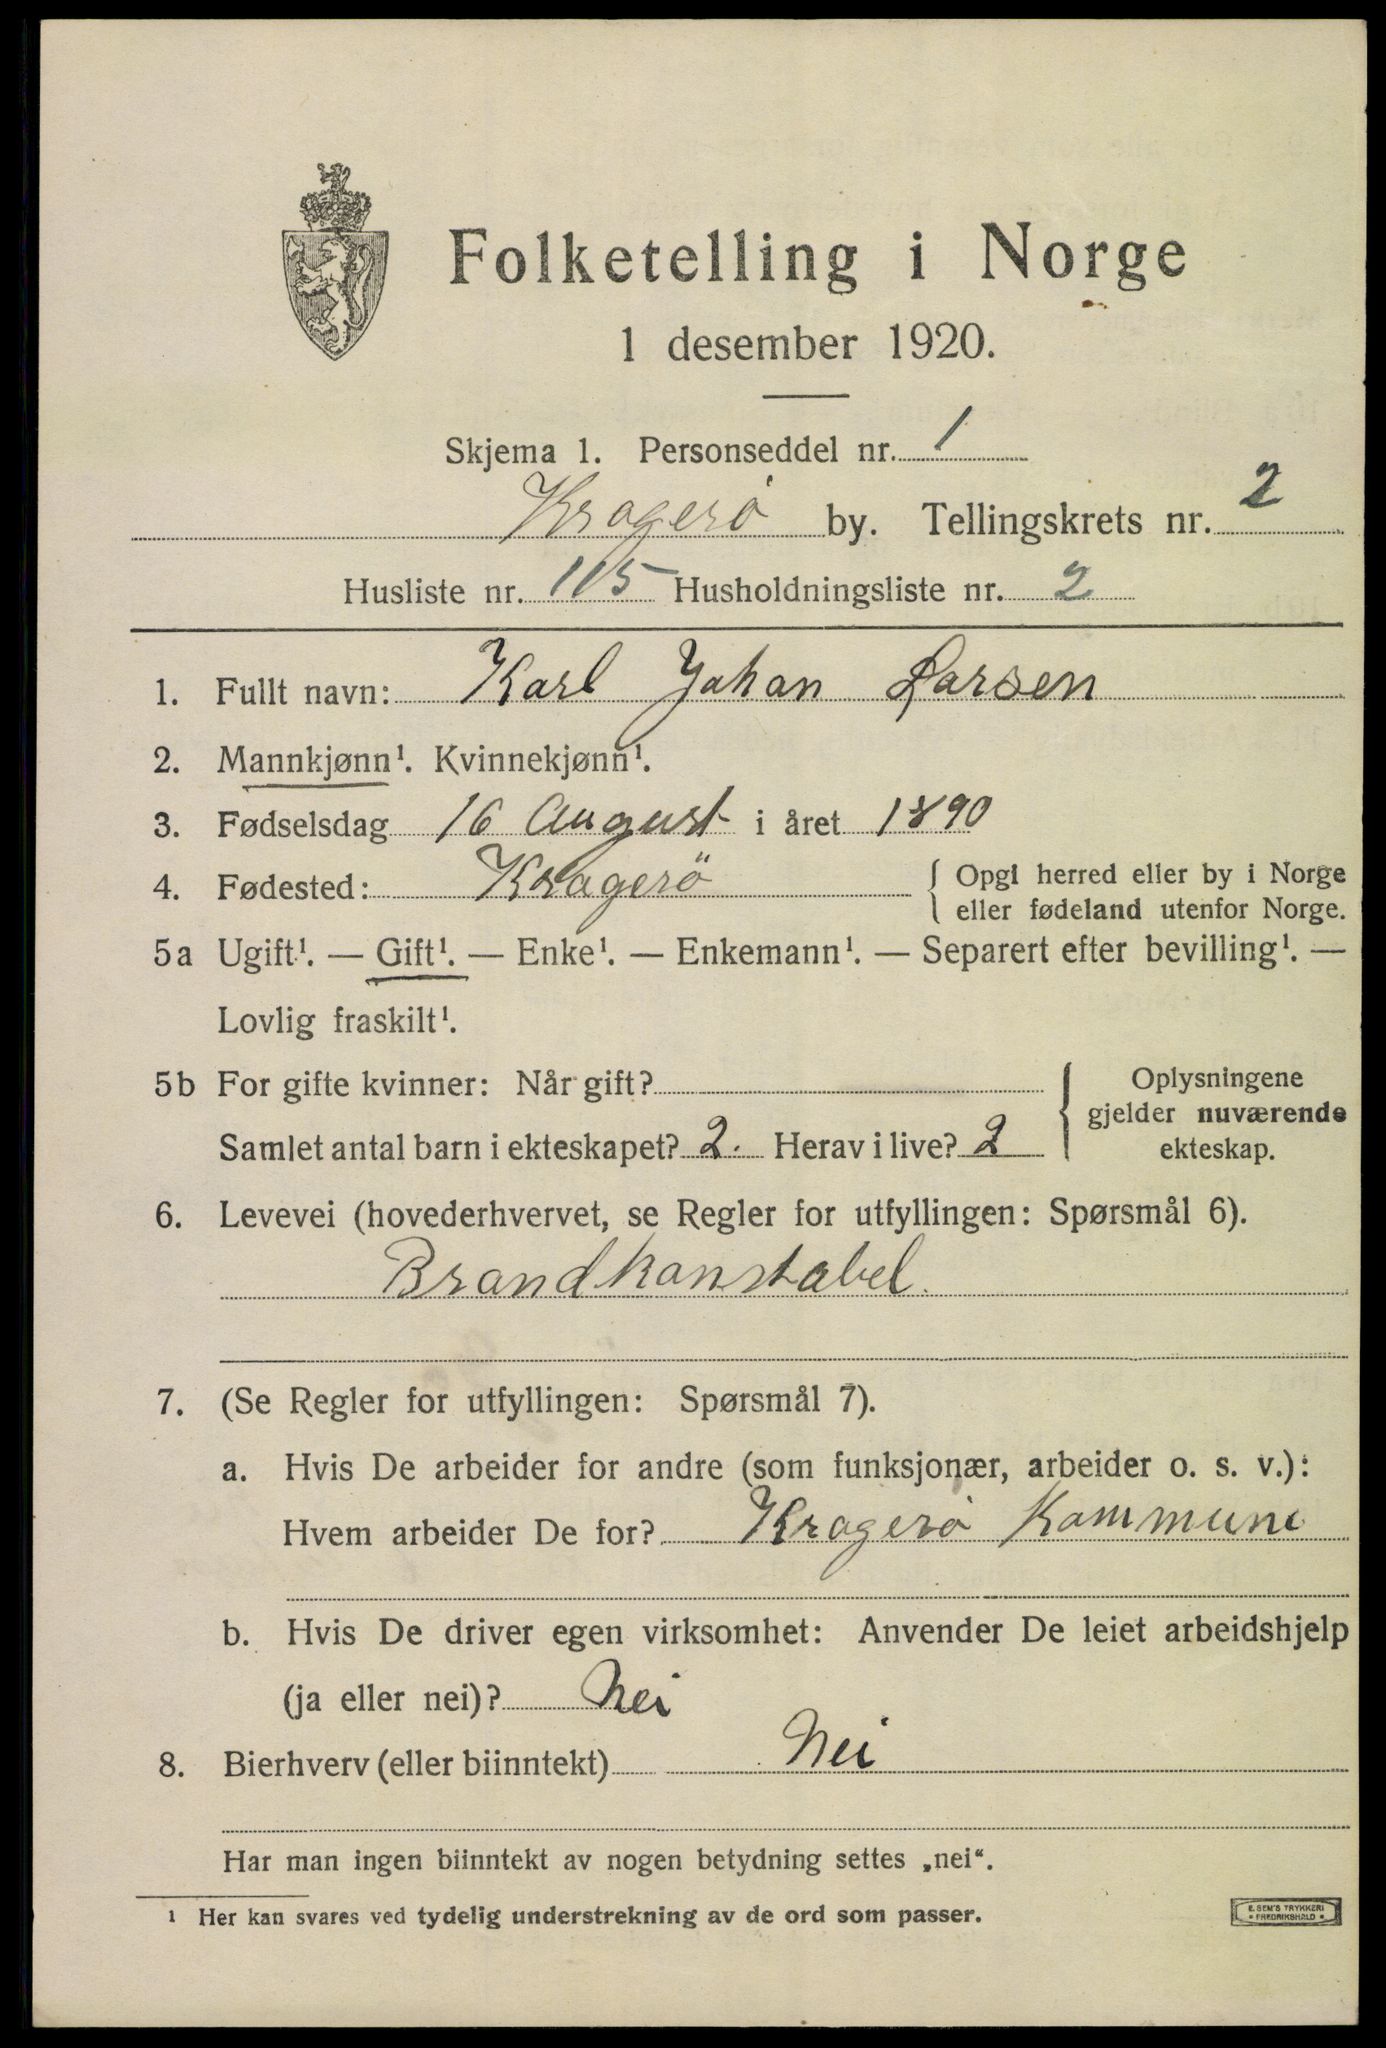 Folketelling i Norge
1 desember 1920.
Skjema 1. Personseddel nr. 1
Kragerø by. Tellingskrets nr. 2
Husliste nr. 115 Husholdningsliste nr. 2
1. Fullt navn: Karl Johan Larsen
2. Mannkjønn¹. Kvinnekjønn¹.
3. Fødselsdag 16 August i året 1890
4. Fødested: Kragerö { Opgi herred eller by i Norge
eller fødeland utenfor Norge.
5a Ugift¹. — Gift¹. — Enke¹. — Enkemann¹. — Separert efter bevilling¹. —
Lovlig fraskilt¹.
5b For gifte kvinner: Når gift? { Oplysningene
gjelder nuværende
Samlet antal barn i ekteskapet? 2. Herav i live? 2 ekteskap.
6. Levevei (hovederhvervet, se Regler for utfyllingen: Spørsmål 6).
Brandkonstabel.
7. (Se Regler for utfyllingen: Spørsmål 7).
a. Hvis De arbeider for andre (som funksjonær, arbeider o. s. v.):
Hvem arbeider De for? Kragerø Kommune
b. Hvis De driver egen virksomhet: Anvender De leiet arbeidshjelp
(ja eller nei)? Nei
8. Bierhverv (eller biinntekt) Nei
Har man ingen biinntekt av nogen betydning settes „nei“.
¹ Her kan svares ved tydelig understrekning av de ord som passer.
E. SEM'S TRYKKERI
• FREDRIKSHALD •